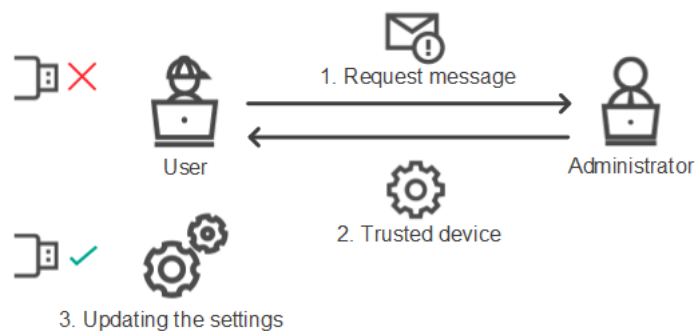 1. Request message
User
Administrator
2. Trusted device
3. Updating the settings